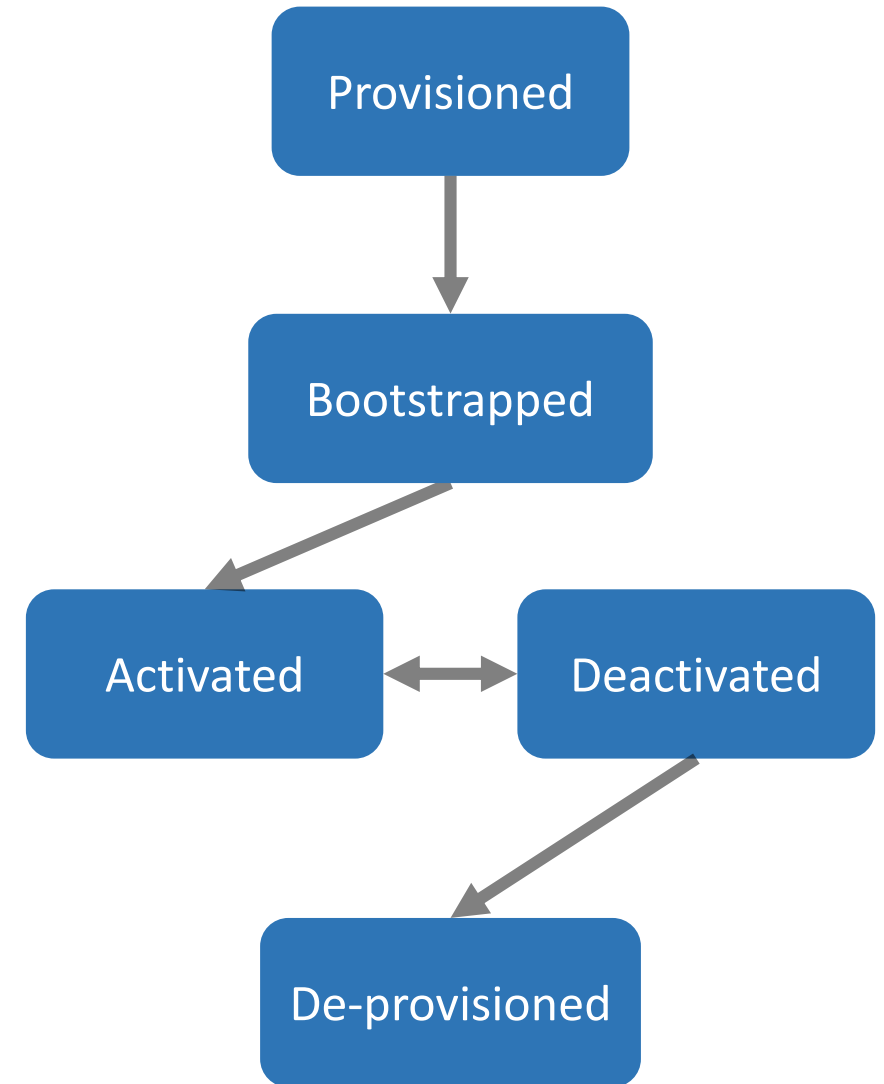 Provisioned
Bootstrapped
Activated
Deactivated
De-provisioned